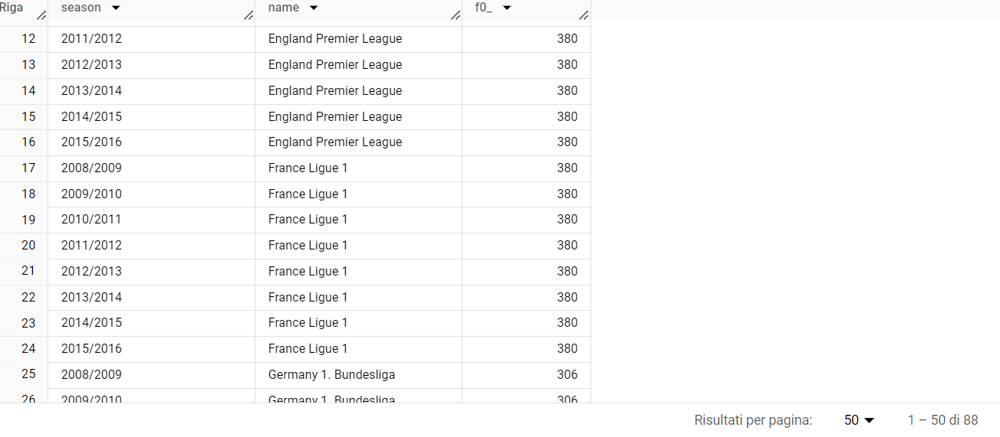 Riga season name f0_
12 2011/2012 England Premier League 380
13 2012/2013 England Premier League 380
14 2013/2014 England Premier League 380
15 2014/2015 England Premier League 380
16 2015/2016 England Premier League 380
17 2008/2009 France Ligue 1 380
18 2009/2010 France Ligue 1 380
19 2010/2011 France Ligue 1 380
20 2011/2012 France Ligue 1 380
21 2012/2013 France Ligue 1 380
22 2013/2014 France Ligue 1 380
23 2014/2015 France Ligue 1 380
24 2015/2016 France Ligue 1 380
25 2008/2009 Germany 1. Bundesliga 306
26 2009/2010 Germany 1. Bundesliga 306
Risultati per pagina: 50 1 – 50 di 88